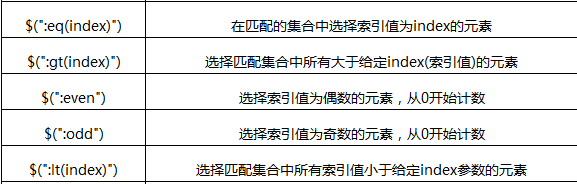 $(":eq(index)") 在匹配的集合中选择索引值为index的元素
$(":gt(index)") 选择匹配集合中所有大于给定index(索引值)的元素
$(":even") 选择索引值为偶数的元素，从0开始计数
$(":odd") 选择索引值为奇数的元素，从0开始计数
$(":lt(index)") 选择匹配集合中所有索引值小于给定index参数的元素